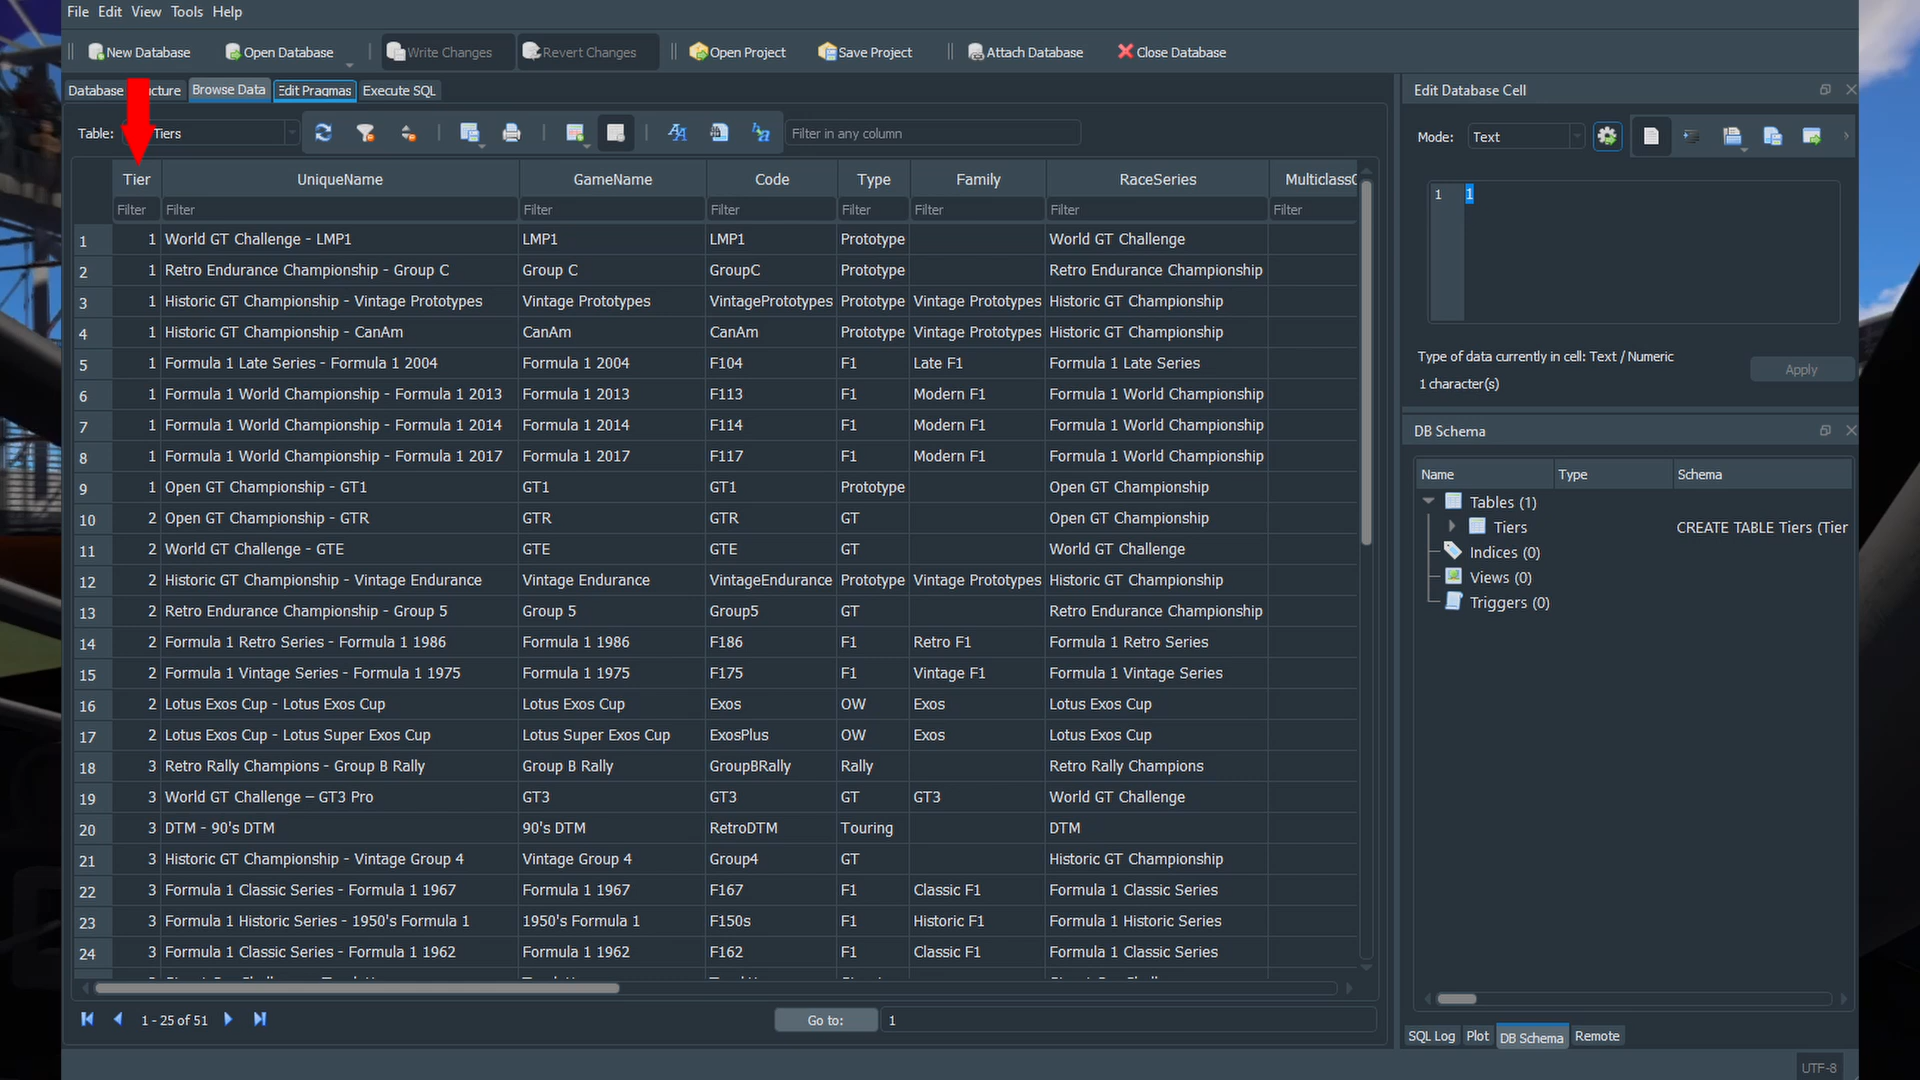 File Edit View Tools Help
New Database Open Database Write Changes Revert Changes Open Project Save Project Attach Database Close Database
Database ucture Browse Data Edit Pragmas Execute SQL
Table: Tiers Filter in any column
Tier UniqueName GameName Code Type Family RaceSeries MulticlassC
Filter Filter Filter Filter Filter Filter Filter Filter
1 1 World GT Challenge - LMP1 LMP1 LMP1 Prototype World GT Challenge
2 1 Retro Endurance Championship - Group C Group C GroupC Prototype Retro Endurance Championship
3 1 Historic GT Championship - Vintage Prototypes Vintage Prototypes VintagePrototypes Prototype Vintage Prototypes Historic GT Championship
4 1 Historic GT Championship - CanAm CanAm CanAm Prototype Vintage Prototypes Historic GT Championship
5 1 Formula 1 Late Series - Formula 1 2004 Formula 1 2004 F104 F1 Late F1 Formula 1 Late Series
6 1 Formula 1 World Championship - Formula 1 2013 Formula 1 2013 F113 F1 Modern F1 Formula 1 World Championship
7 1 Formula 1 World Championship - Formula 1 2014 Formula 1 2014 F114 F1 Modern F1 Formula 1 World Championship
8 1 Formula 1 World Championship - Formula 1 2017 Formula 1 2017 F117 F1 Modern F1 Formula 1 World Championship
9 1 Open GT Championship - GT1 GT1 GT1 Prototype Open GT Championship
10 2 Open GT Championship - GTR GTR GTR GT Open GT Championship
11 2 World GT Challenge - GTE GTE GTE GT World GT Challenge
12 2 Historic GT Championship - Vintage Endurance Vintage Endurance VintageEndurance Prototype Vintage Prototypes Historic GT Championship
13 2 Retro Endurance Championship - Group 5 Group 5 Group5 GT Retro Endurance Championship
14 2 Formula 1 Retro Series - Formula 1 1986 Formula 1 1986 F186 F1 Retro F1 Formula 1 Retro Series
15 2 Formula 1 Vintage Series - Formula 1 1975 Formula 1 1975 F175 F1 Vintage F1 Formula 1 Vintage Series
16 2 Lotus Exos Cup - Lotus Exos Cup Lotus Exos Cup Exos OW Exos Lotus Exos Cup
17 2 Lotus Exos Cup - Lotus Super Exos Cup Lotus Super Exos Cup ExosPlus OW Exos Lotus Exos Cup
18 3 Retro Rally Champions - Group B Rally Group B Rally GroupBRally Rally Retro Rally Champions
19 3 World GT Challenge – GT3 Pro GT3 GT3 GT GT3 World GT Challenge
20 3 DTM - 90's DTM 90's DTM RetroDTM Touring DTM
21 3 Historic GT Championship - Vintage Group 4 Vintage Group 4 Group4 GT Historic GT Championship
22 3 Formula 1 Classic Series - Formula 1 1967 Formula 1 1967 F167 F1 Classic F1 Formula 1 Classic Series
23 3 Formula 1 Historic Series - 1950's Formula 1 1950's Formula 1 F150s F1 Historic F1 Formula 1 Historic Series
24 3 Formula 1 Classic Series - Formula 1 1962 Formula 1 1962 F162 F1 Classic F1 Formula 1 Classic Series
1 - 25 of 51 Go to: 1
Edit Database Cell
Mode: Text
1 1
Type of data currently in cell: Text / Numeric
1 character(s)
Apply
DB Schema
Name Type Schema
Tables (1)
Tiers CREATE TABLE Tiers (Tier
Indices (0)
Views (0)
Triggers (0)
SQL Log Plot DB Schema Remote
UTF-8